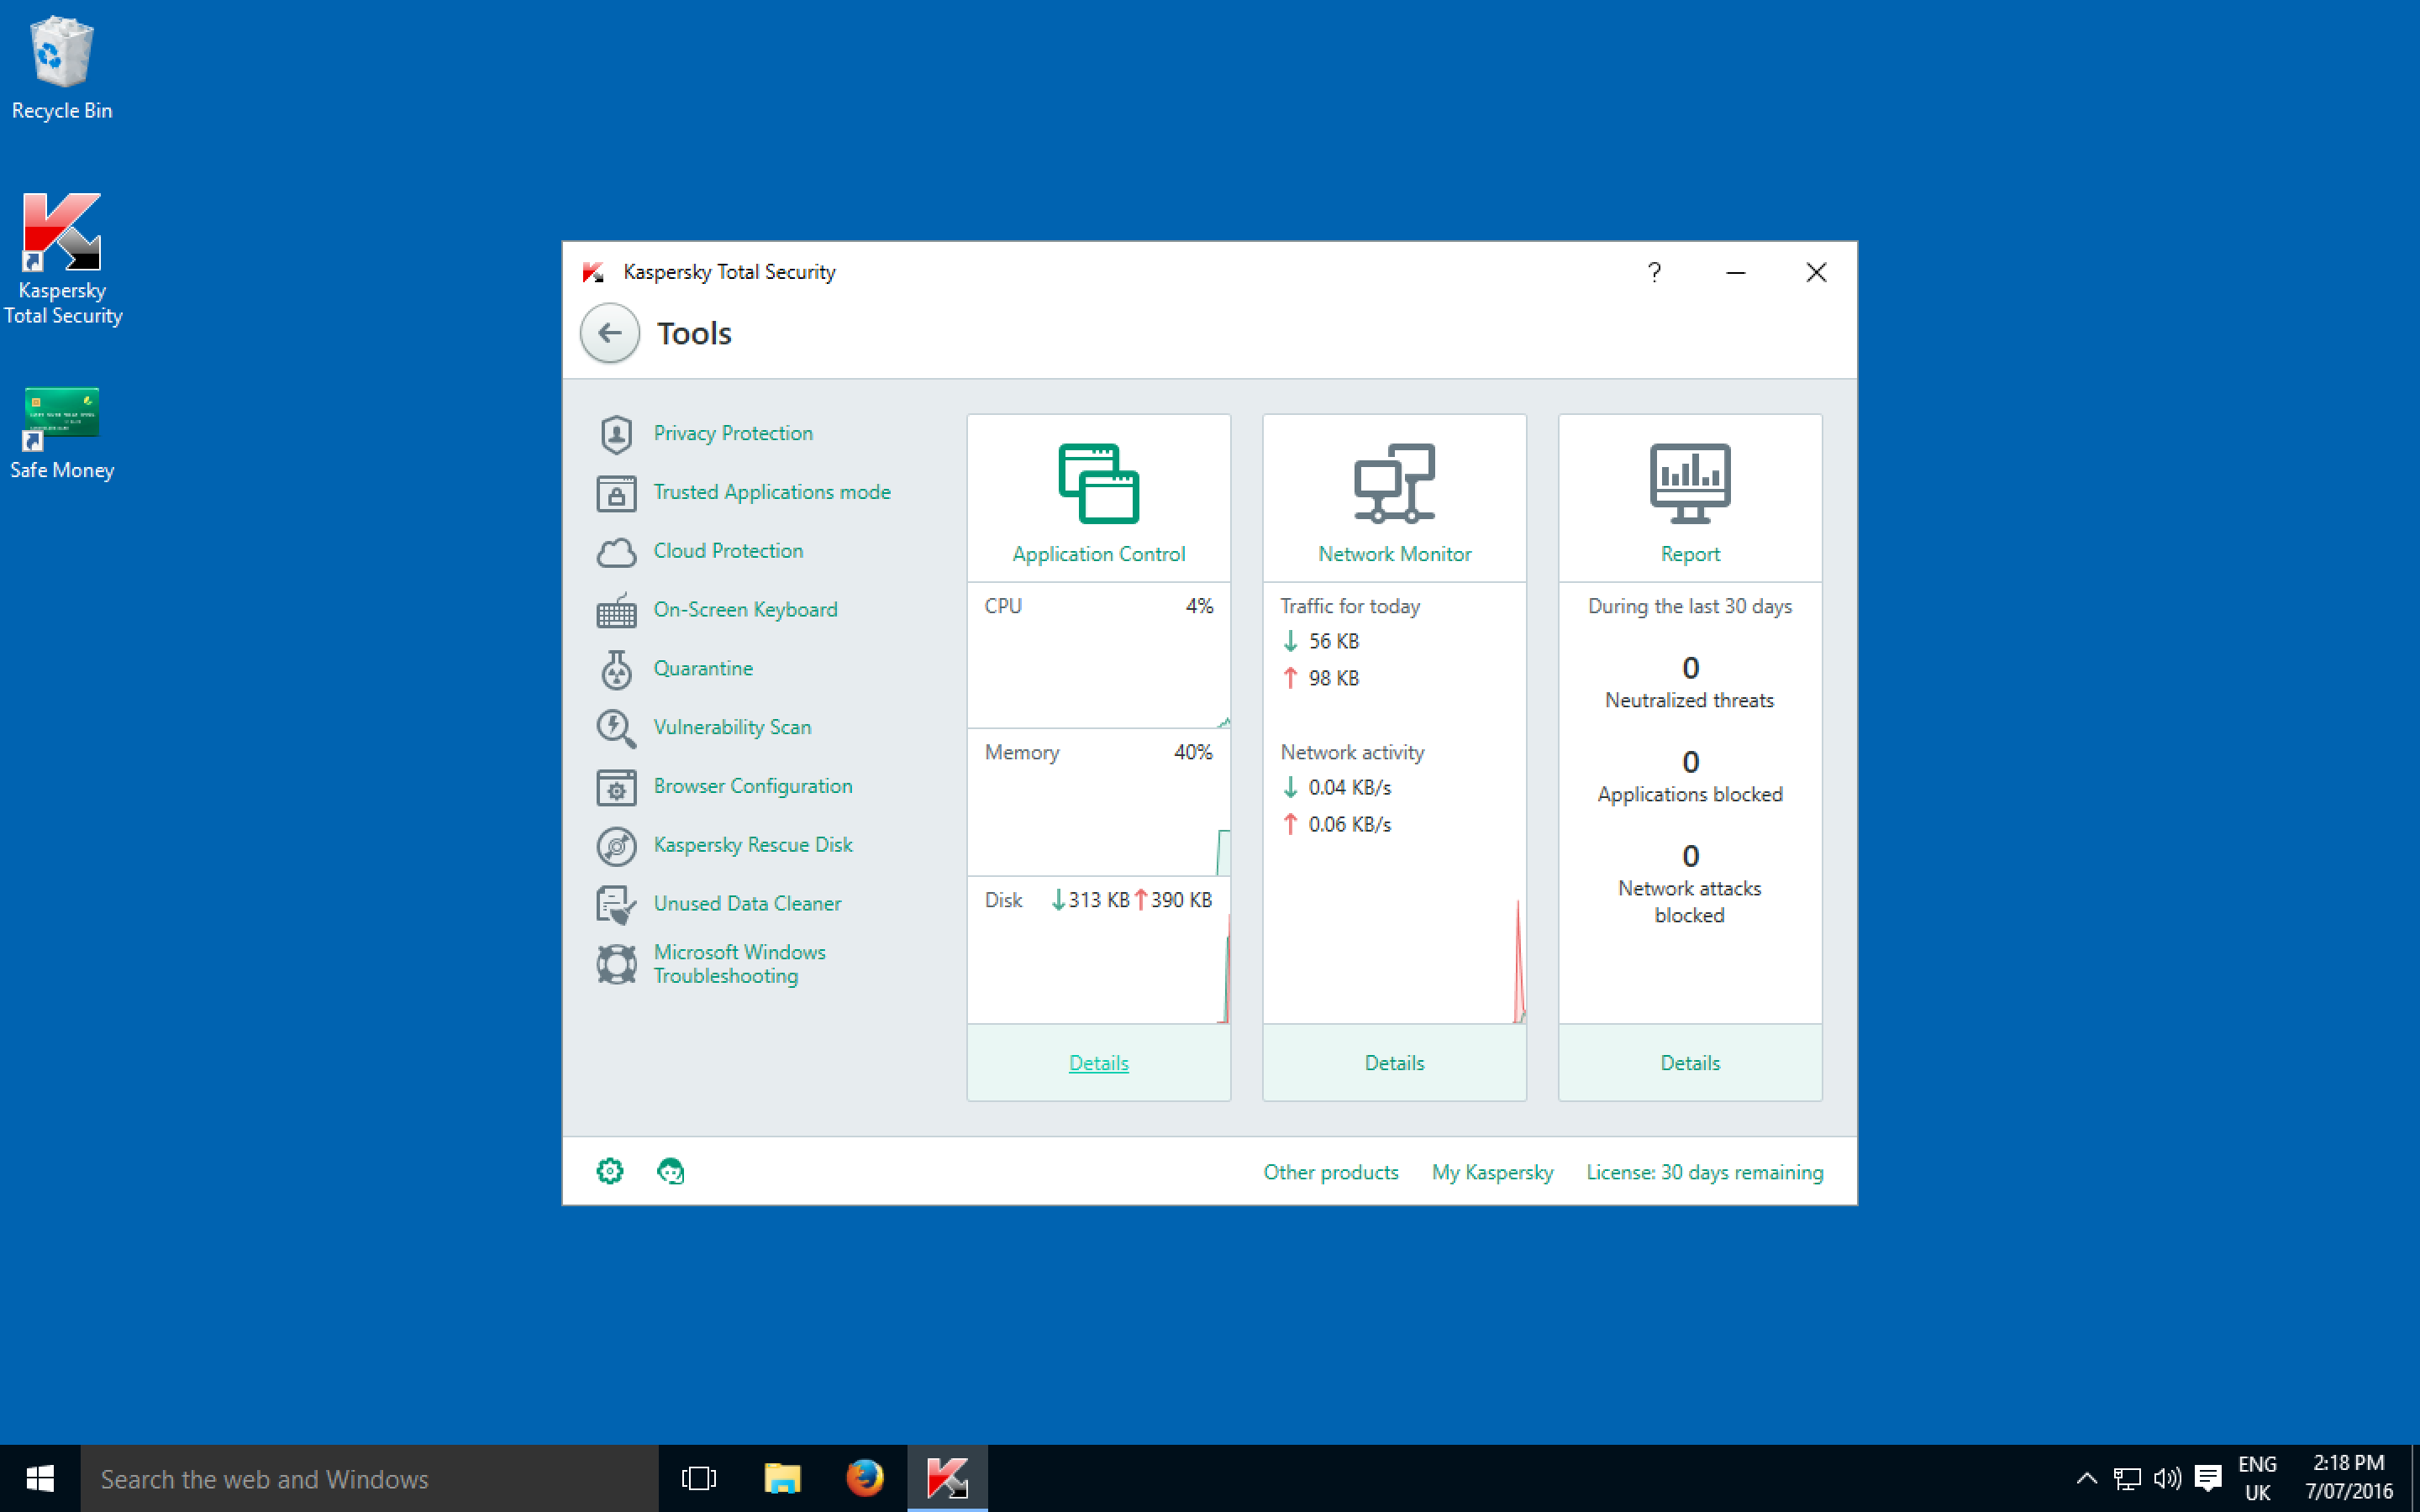 Recycle Bin
Kaspersky
Total Security
Safe Money
Kaspersky Total Security
?
Tools
Privacy Protection
Trusted Applications mode
Cloud Protection
On-Screen Keyboard
Quarantine
Vulnerability Scan
Browser Configuration
Kaspersky Rescue Disk
Unused Data Cleaner
Microsoft Windows
Troubleshooting
Application Control
CPU 4%
Memory 40%
Disk ↓313 KB ↑390 KB
Details
Network Monitor
Traffic for today
↓ 56 KB
↑ 98 KB
Network activity
↓ 0.04 KB/s
↑ 0.06 KB/s
Details
Report
During the last 30 days
0
Neutralized threats
0
Applications blocked
0
Network attacks
blocked
Details
Other products My Kaspersky License: 30 days remaining
Search the web and Windows
ENG
UK
2:18 PM
7/07/2016